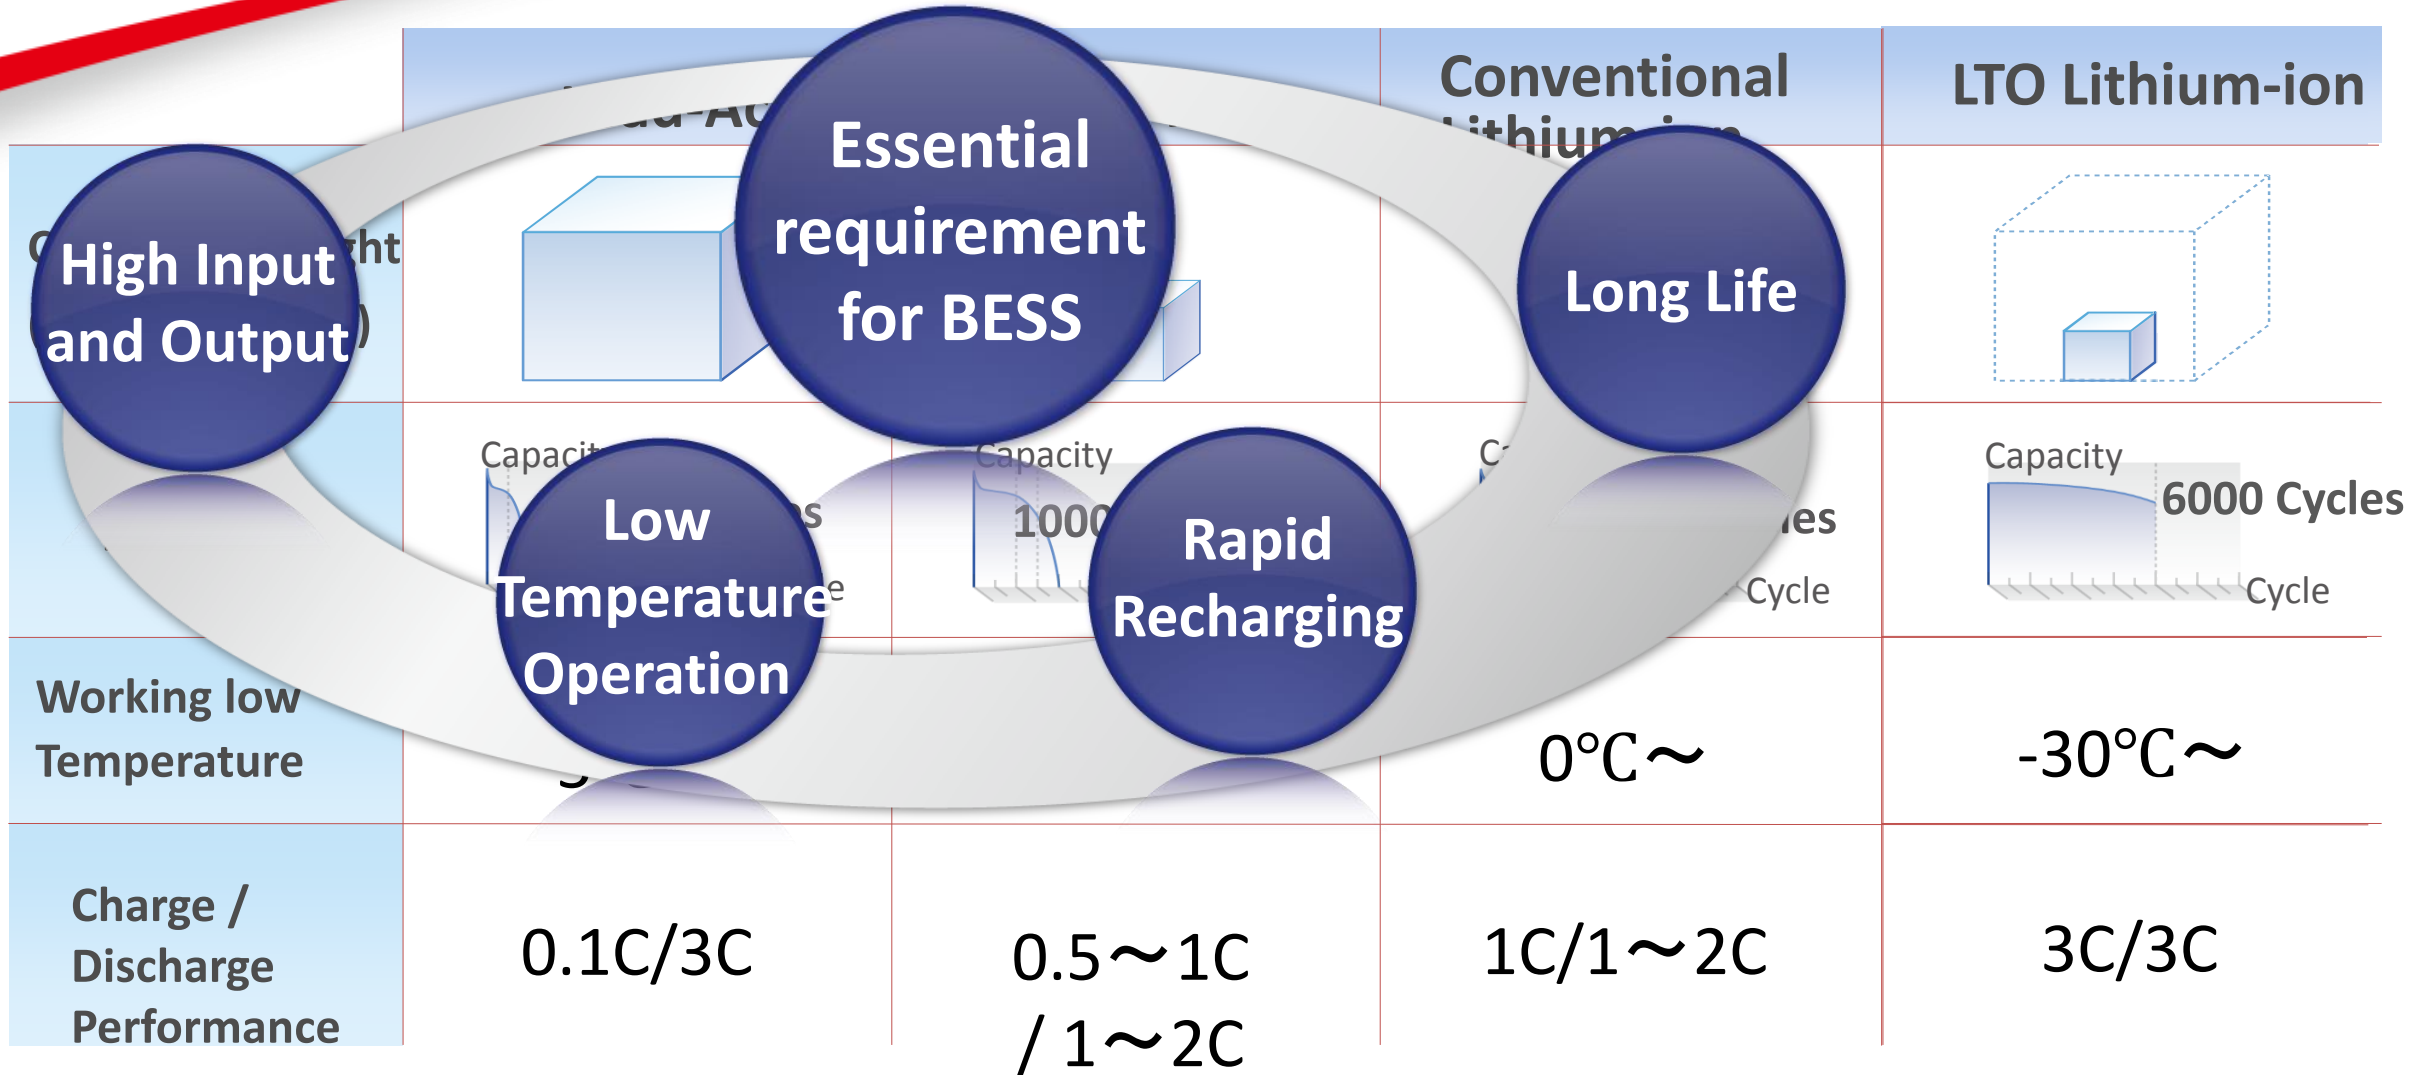 Conventional
LTO Lithium-ion
Essential
requirement
for BESS
High Input
and Output
Long Life
Capacity
Capacity
Capacity
6000 Cycles
1000
Low
Temperature
Operation
Rapid
Recharging
Cycle
Cycle
Working low
Temperature
0℃～
-30℃～
Charge /
Discharge
Performance
0.1C/3C
0.5～1C
/ 1～2C
1C/1～2C
3C/3C